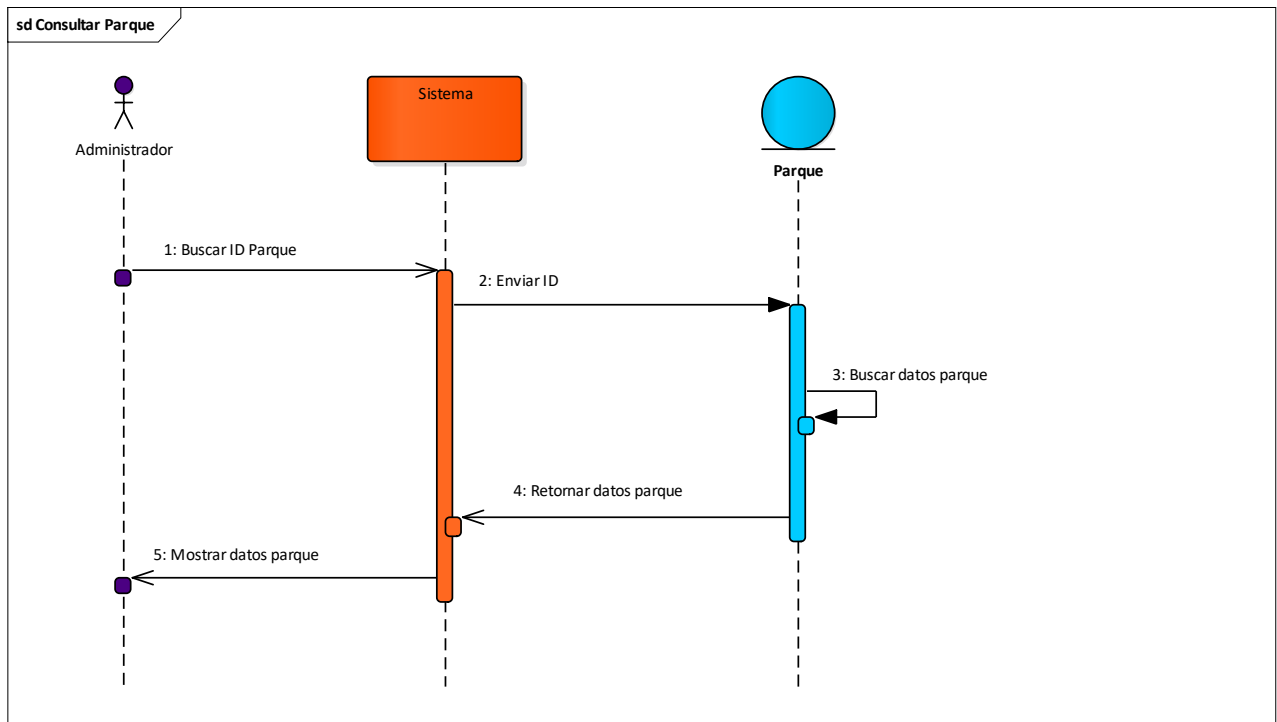 sd Consultar Parque
Administrador
Sistema
Parque
1: Buscar ID Parque
2: Enviar ID
3: Buscar datos parque
4: Retornar datos parque
5: Mostrar datos parque